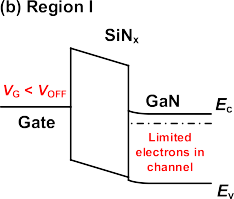 (b) Region I
SiNx
VG < VOFF
GaN
Ec
Gate
Limited
electrons in
channel
Ev